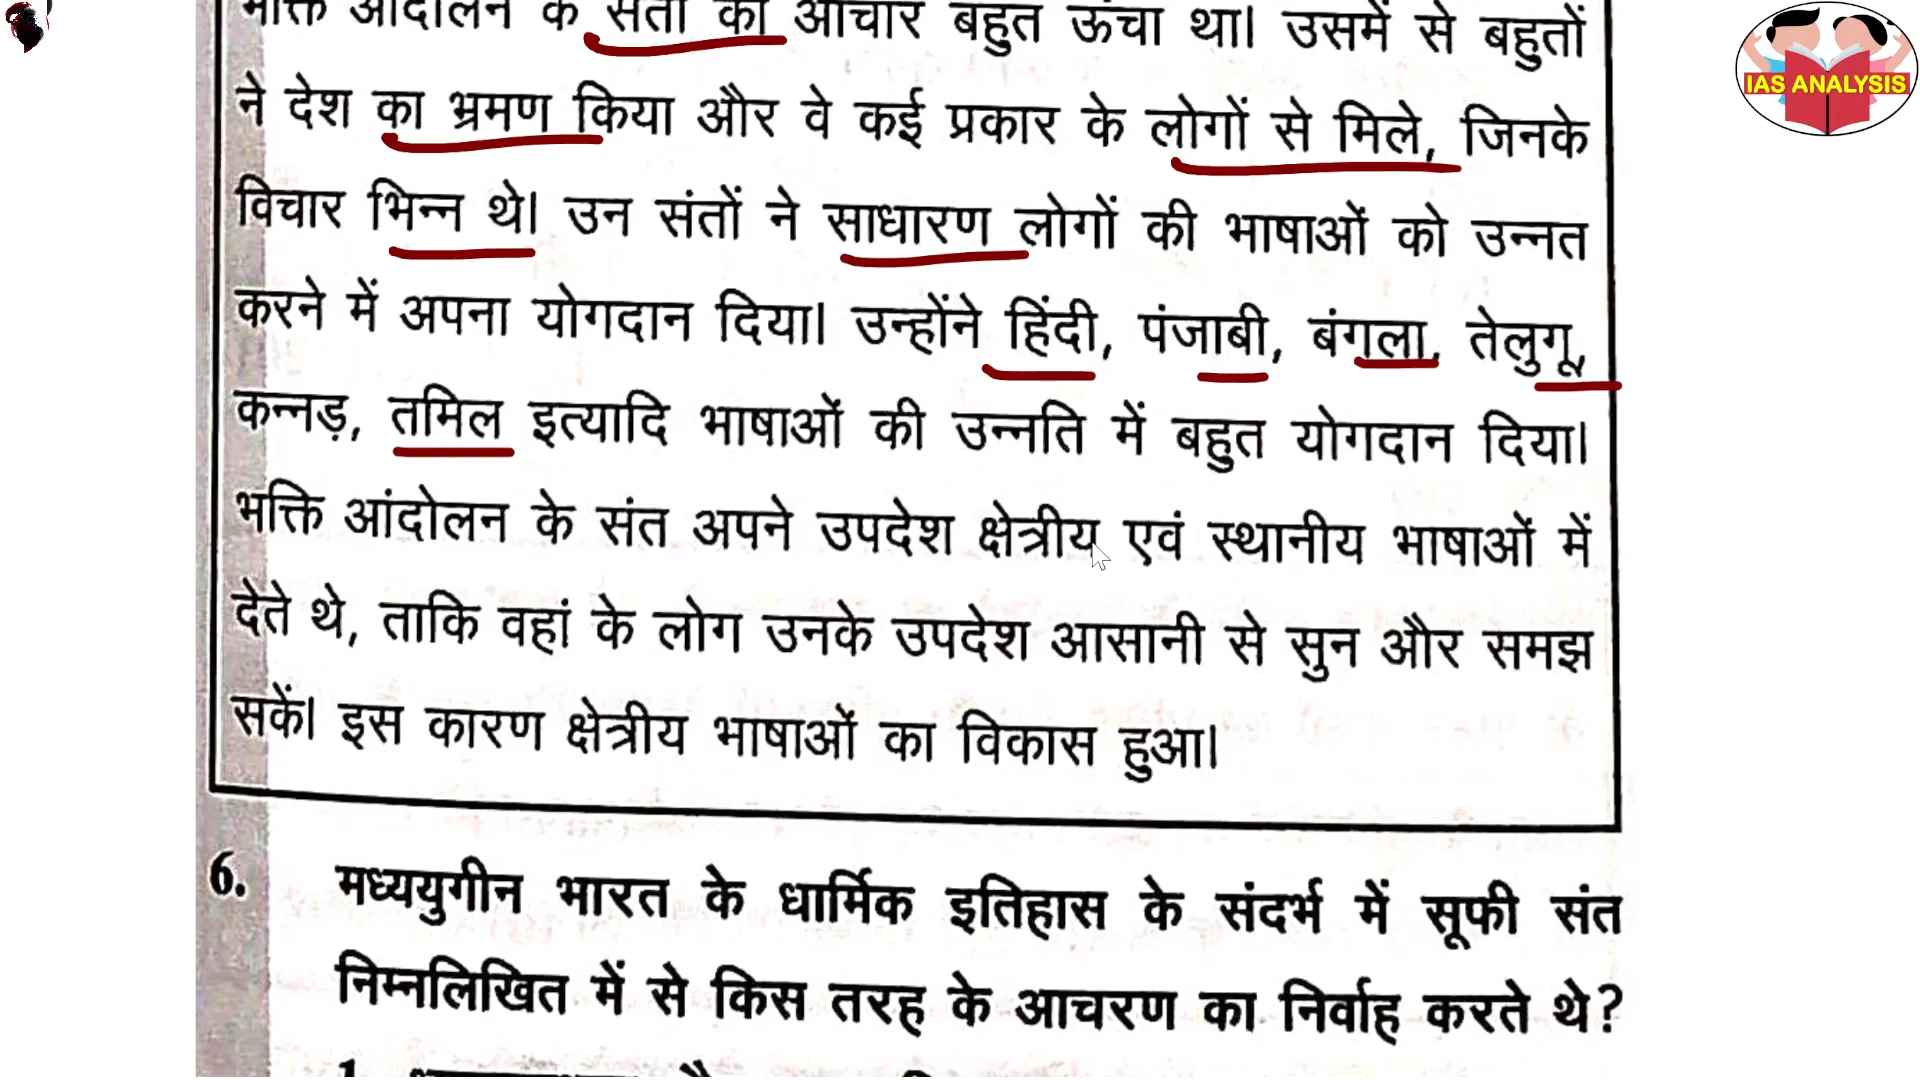 भक्ति आंदोलन के संतों का आचार बहुत ऊंचा था। उसमें से बहुतों
ने देश का भ्रमण किया और वे कई प्रकार के लोगों से मिले, जिनके
विचार भिन्न थे। उन संतों ने साधारण लोगों की भाषाओं को उन्नत
करने में अपना योगदान दिया। उन्होंने हिंदी, पंजाबी, बंगला, तेलुगू,
कन्नड़, तमिल इत्यादि भाषाओं की उन्नति में बहुत योगदान दिया।
भक्ति आंदोलन के संत अपने उपदेश क्षेत्रीय एवं स्थानीय भाषाओं में
देते थे, ताकि वहां के लोग उनके उपदेश आसानी से सुन और समझ
सकें। इस कारण क्षेत्रीय भाषाओं का विकास हुआ।
6. मध्ययुगीन भारत के धार्मिक इतिहास के संदर्भ में सूफी संत
निम्नलिखित में से किस तरह के आचरण का निर्वाह करते थे?
IAS ANALYSIS